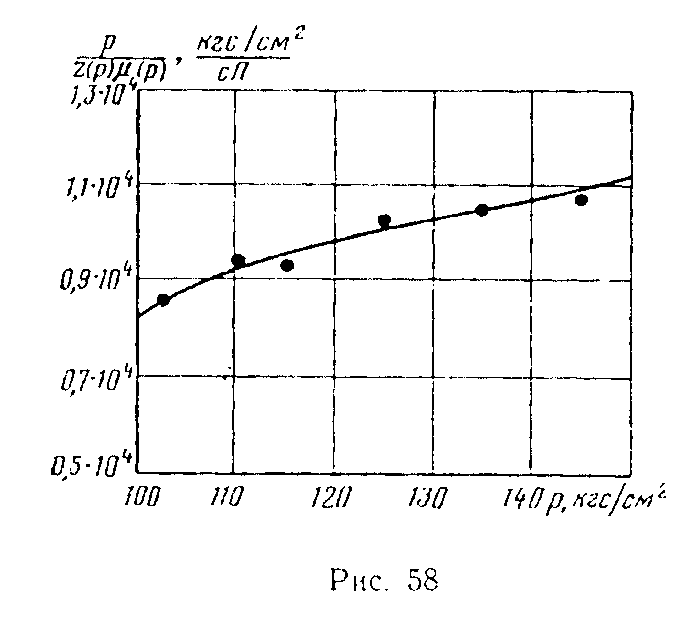 p/(z(p)μ(p)), кгс/см²/сП
1,3·10⁴
1,1·10⁴
0,9·10⁴
0,7·10⁴
0,5·10⁴
100 110 120 130 140 p, кгс/см²
Рис. 58